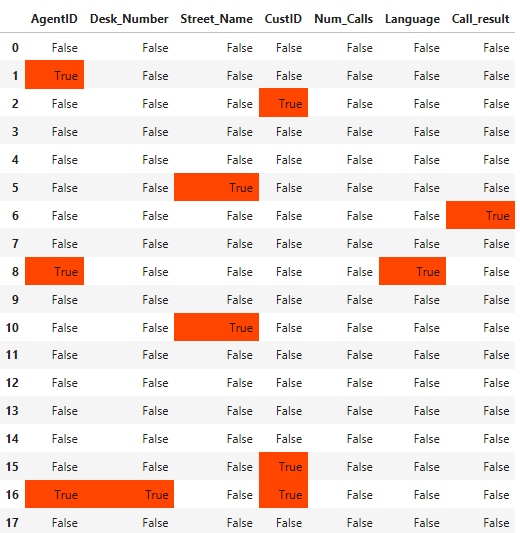 AgentID Desk_Number Street_Name CustID Num_Calls Language Call_result
0 False False False False False False False
1 True False False False False False False
2 False False False True False False False
3 False False False False False False False
4 False False False False False False False
5 False False True False False False False
6 False False False False False False True
7 False False False False False False False
8 True False False False False True False
9 False False False False False False False
10 False False True False False False False
11 False False False False False False False
12 False False False False False False False
13 False False False False False False False
14 False False False False False False False
15 False False False True False False False
16 True True False True False False False
17 False False False False False False False